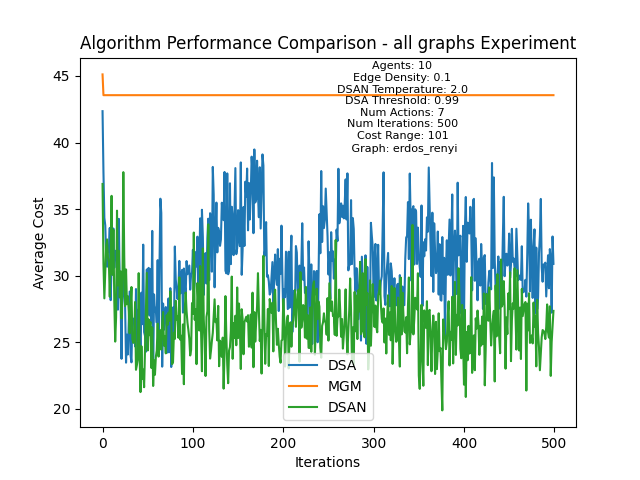 Algorithm Performance Comparison - all graphs Experiment
Agents: 10
Edge Density: 0.1
DSAN Temperature: 2.0
DSA Threshold: 0.99
Num Actions: 7
Num Iterations: 500
Cost Range: 101
Graph: erdos_renyi
45
40
35
30
25
20
Average Cost
DSA
MGM
DSAN
0
100
200
300
400
500
Iterations